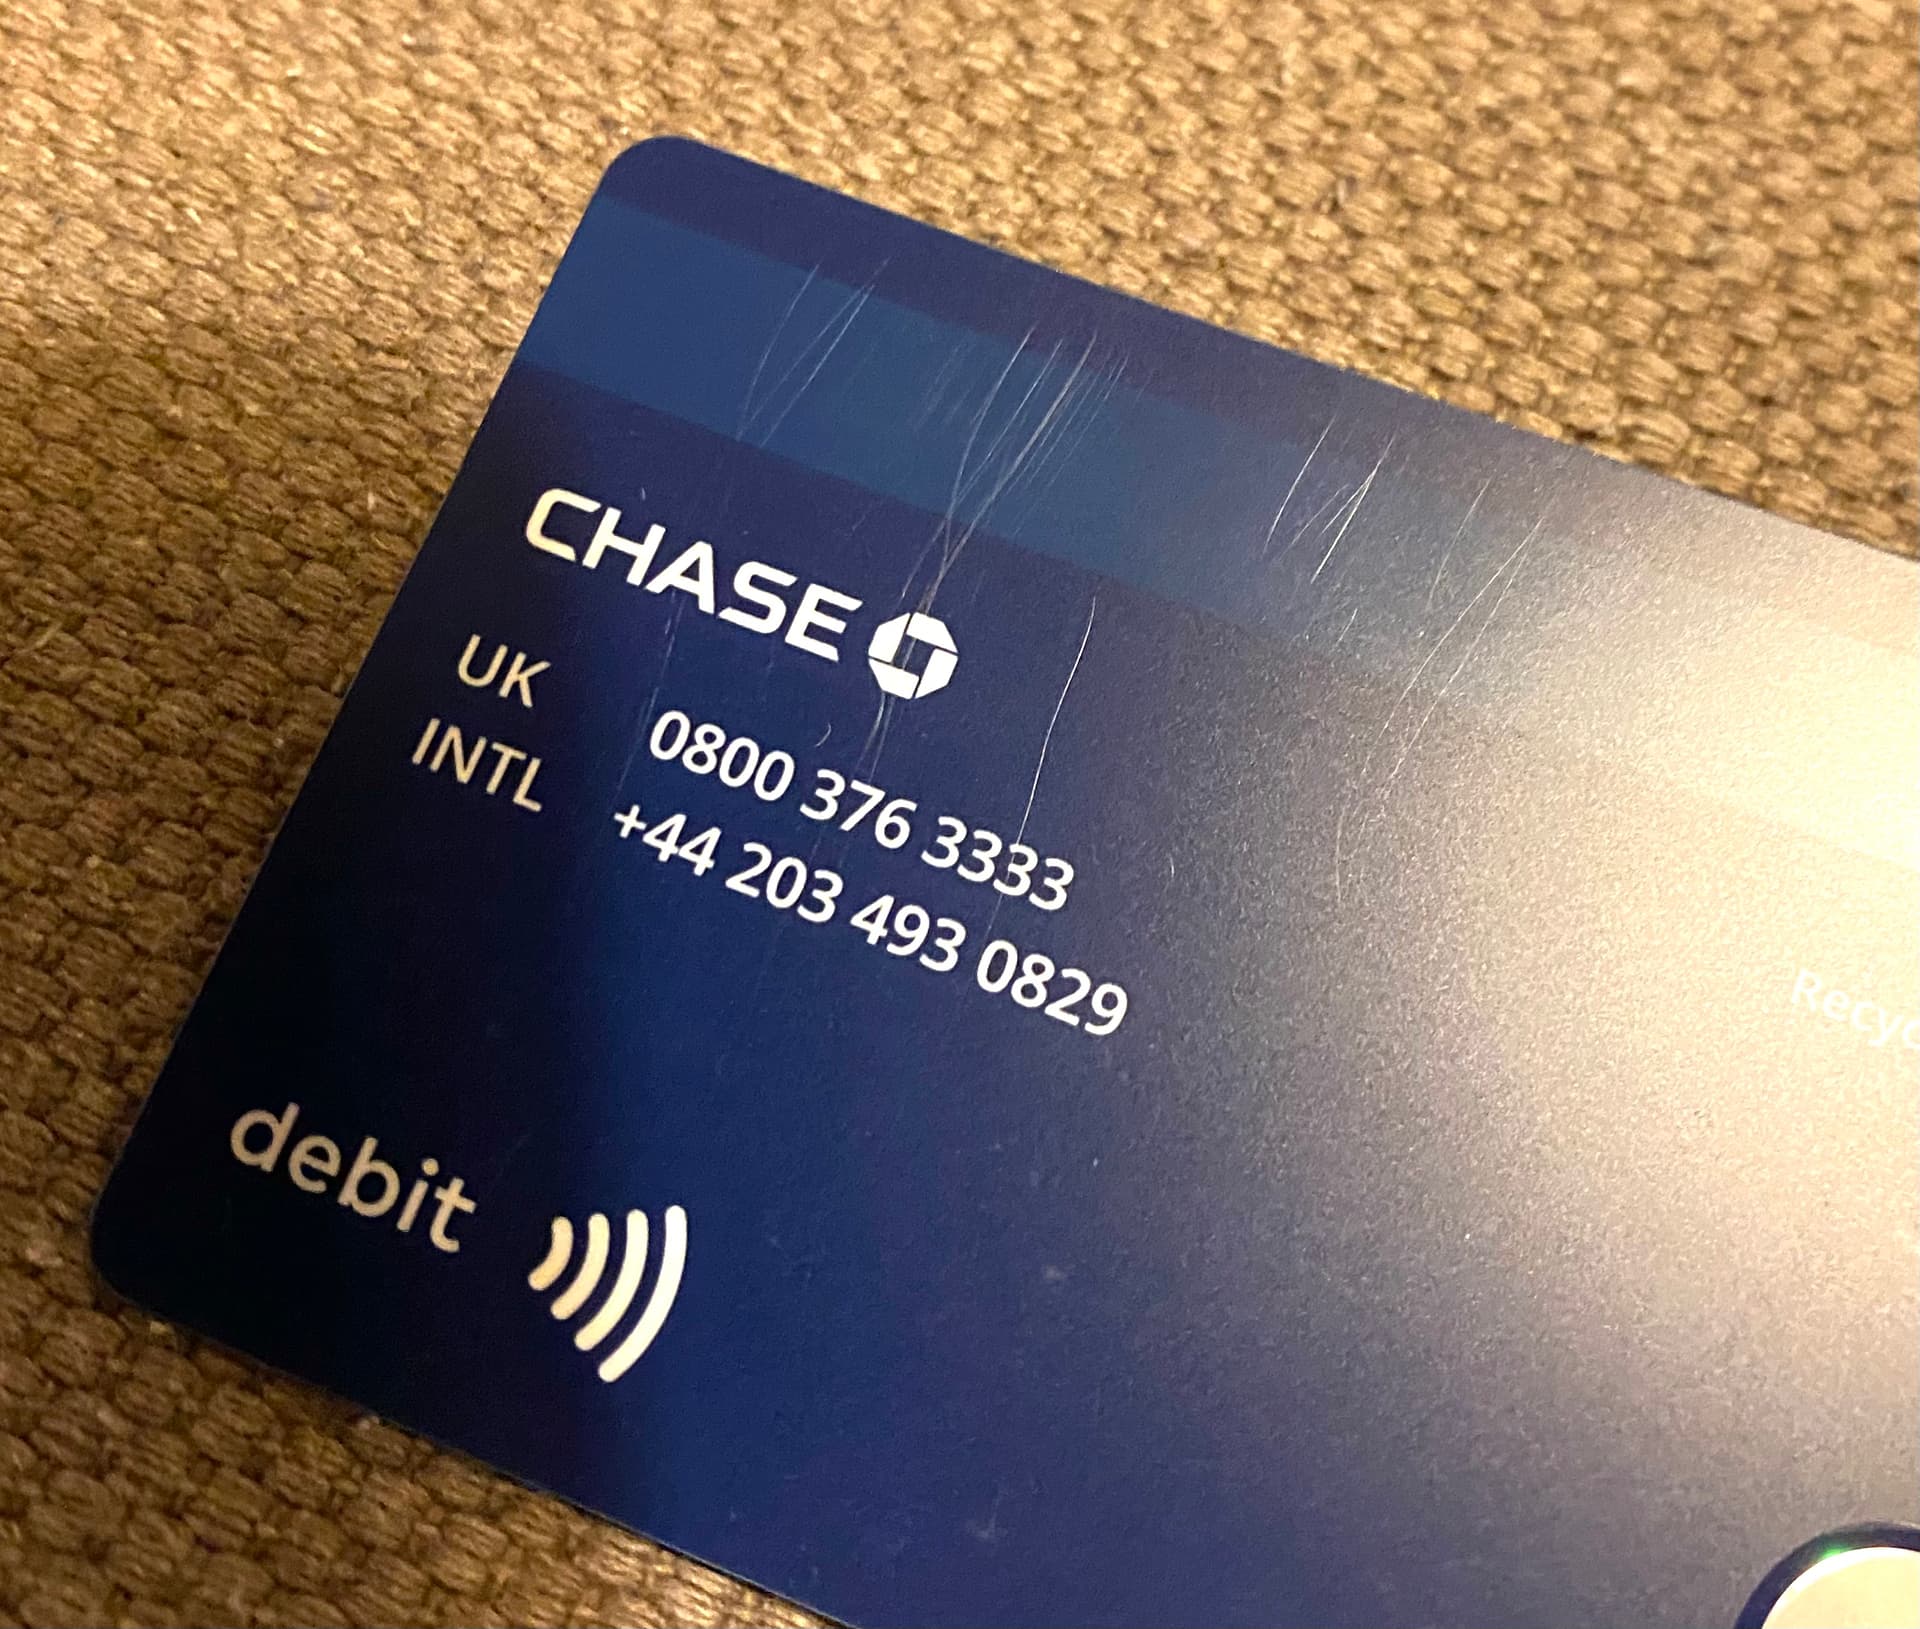 CHASE
UK 0800 376 3333
INTL +44 203 493 0829
debit